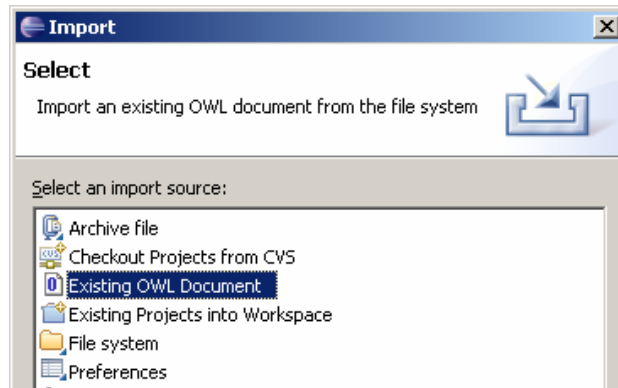 Import
Select
Import an existing OWL document from the file system
Select an import source:
Archive file
Checkout Projects from CVS
Existing OWL Document
Existing Projects into Workspace
File system
Preferences